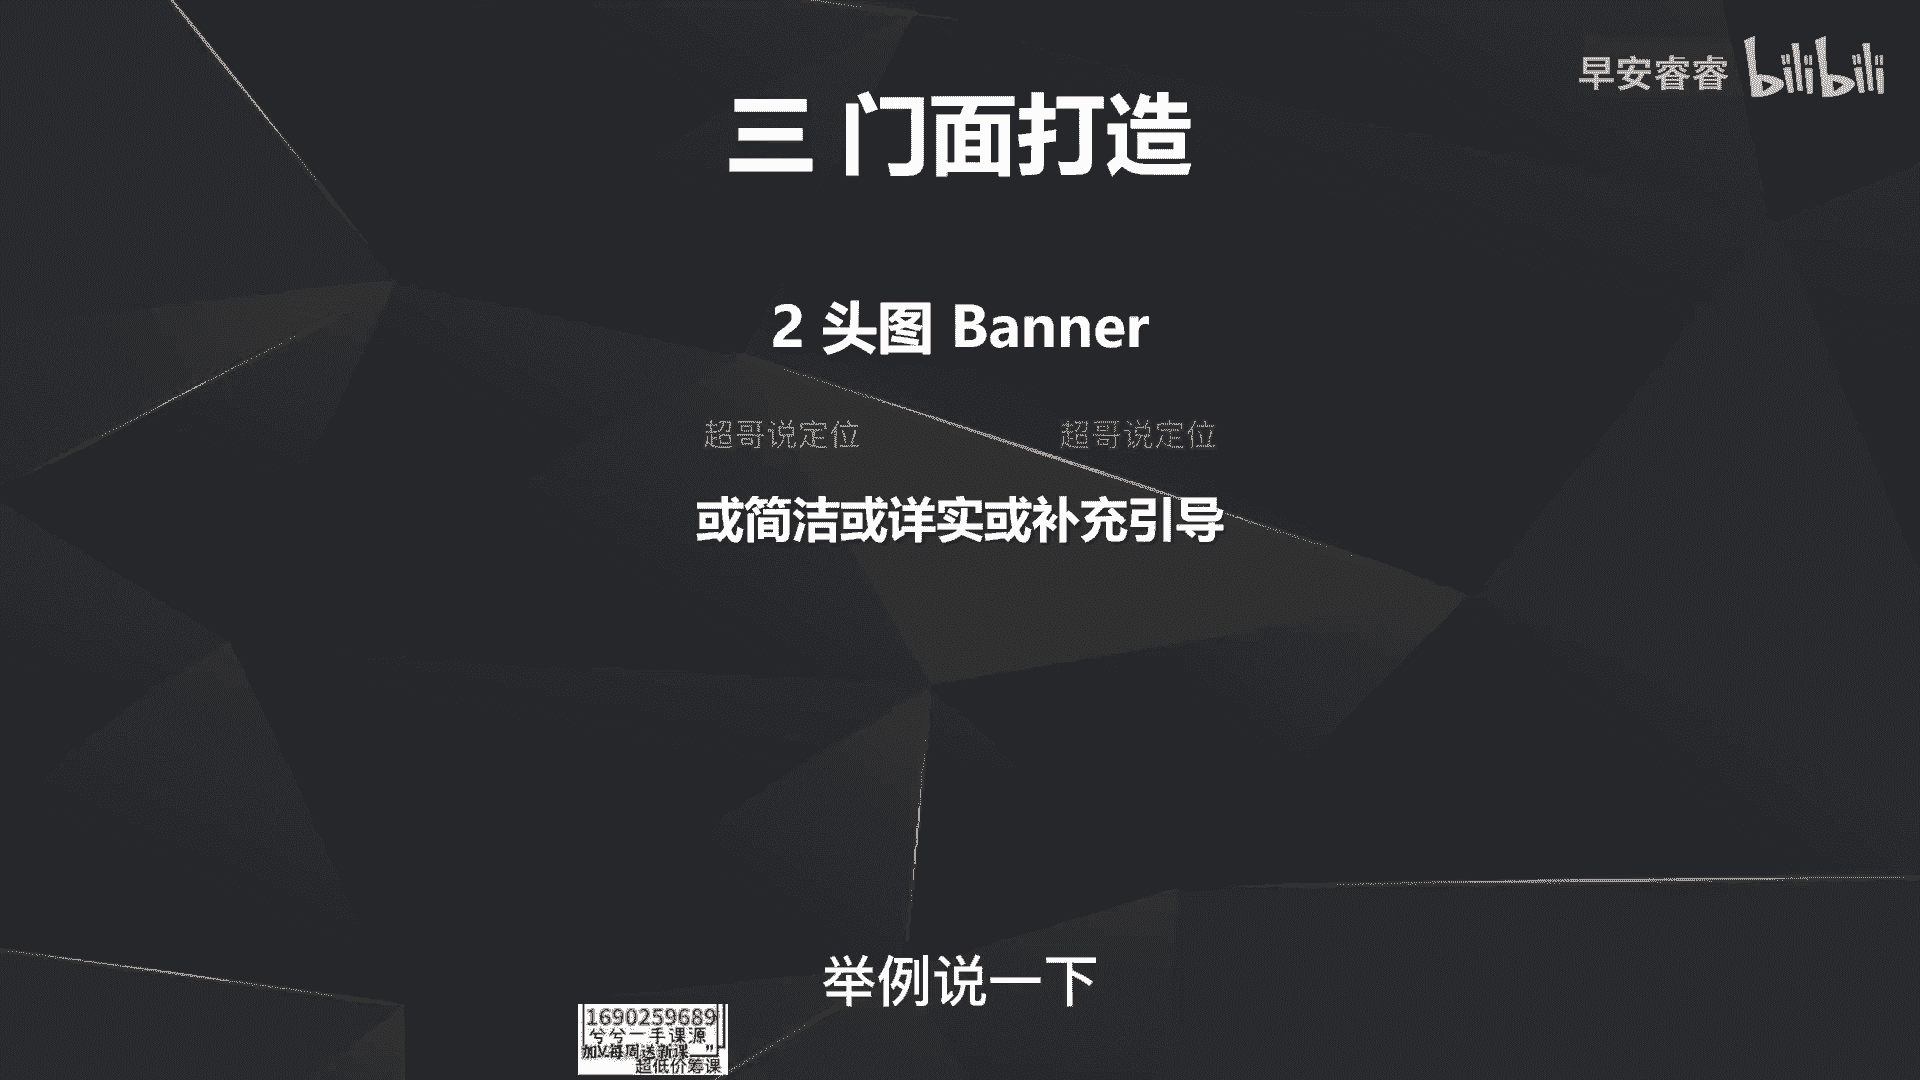 早安睿睿 bilibili
三 门面打造
2 头图 Banner
超哥说定位 超哥说定位
或简洁或详实或补充引导
举例说一下
1690259689
兮兮一手课源
加V每周送新课
超低价筹课